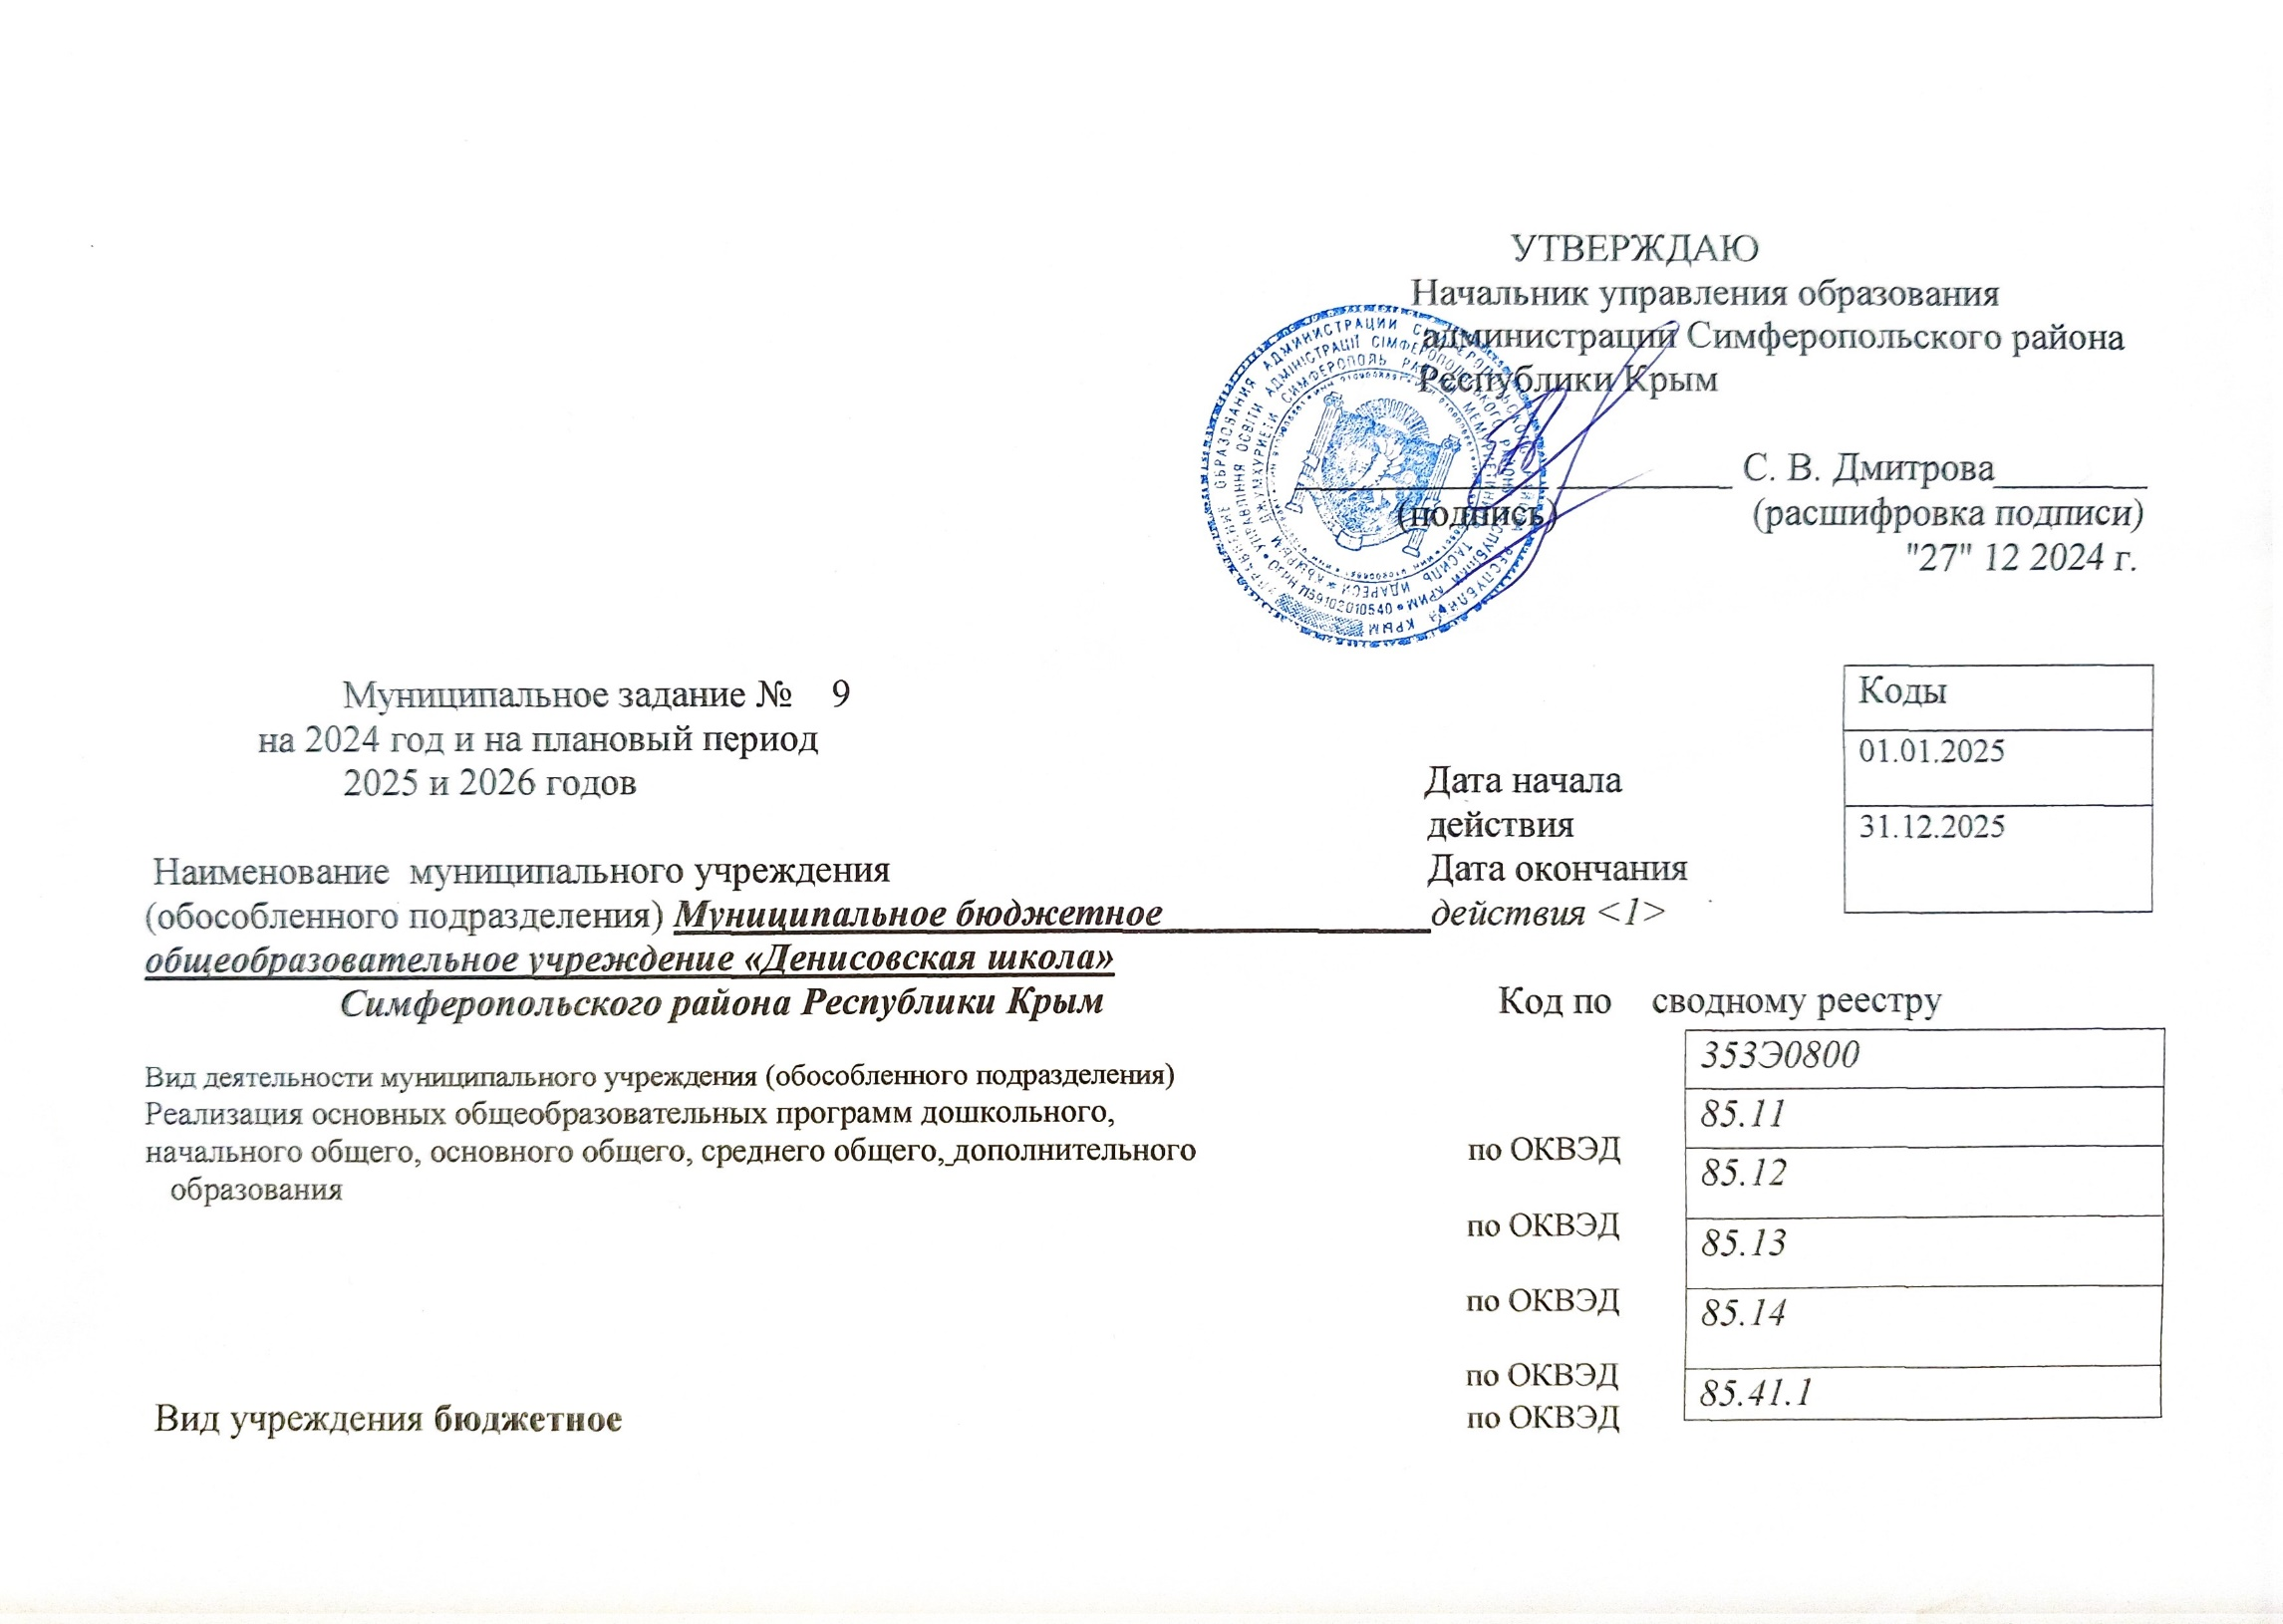 УТВЕРЖДАЮ
Начальник управления образования
администрации Симферопольского района
Республики Крым
С. В. Дмитрова
(подпись) (расшифровка подписи)
"27" 12 2024 г.
Муниципальное задание № 9
на 2024 год и на плановый период
2025 и 2026 годов
Коды
01.01.2025
31.12.2025
Дата начала
действия
Дата окончания
действия <1>
Наименование муниципального учреждения
(обособленного подразделения) Муниципальное бюджетное
общеобразовательное учреждение «Денисовская школа»
Симферопольского района Республики Крым
Код по сводному реестру
353Э0800
85.11
85.12
85.13
85.14
85.41.1
Вид деятельности муниципального учреждения (обособленного подразделения)
Реализация основных общеобразовательных программ дошкольного,
начального общего, основного общего, среднего общего, дополнительного
образования
по ОКВЭД
по ОКВЭД
по ОКВЭД
по ОКВЭД
по ОКВЭД
Вид учреждения бюджетное